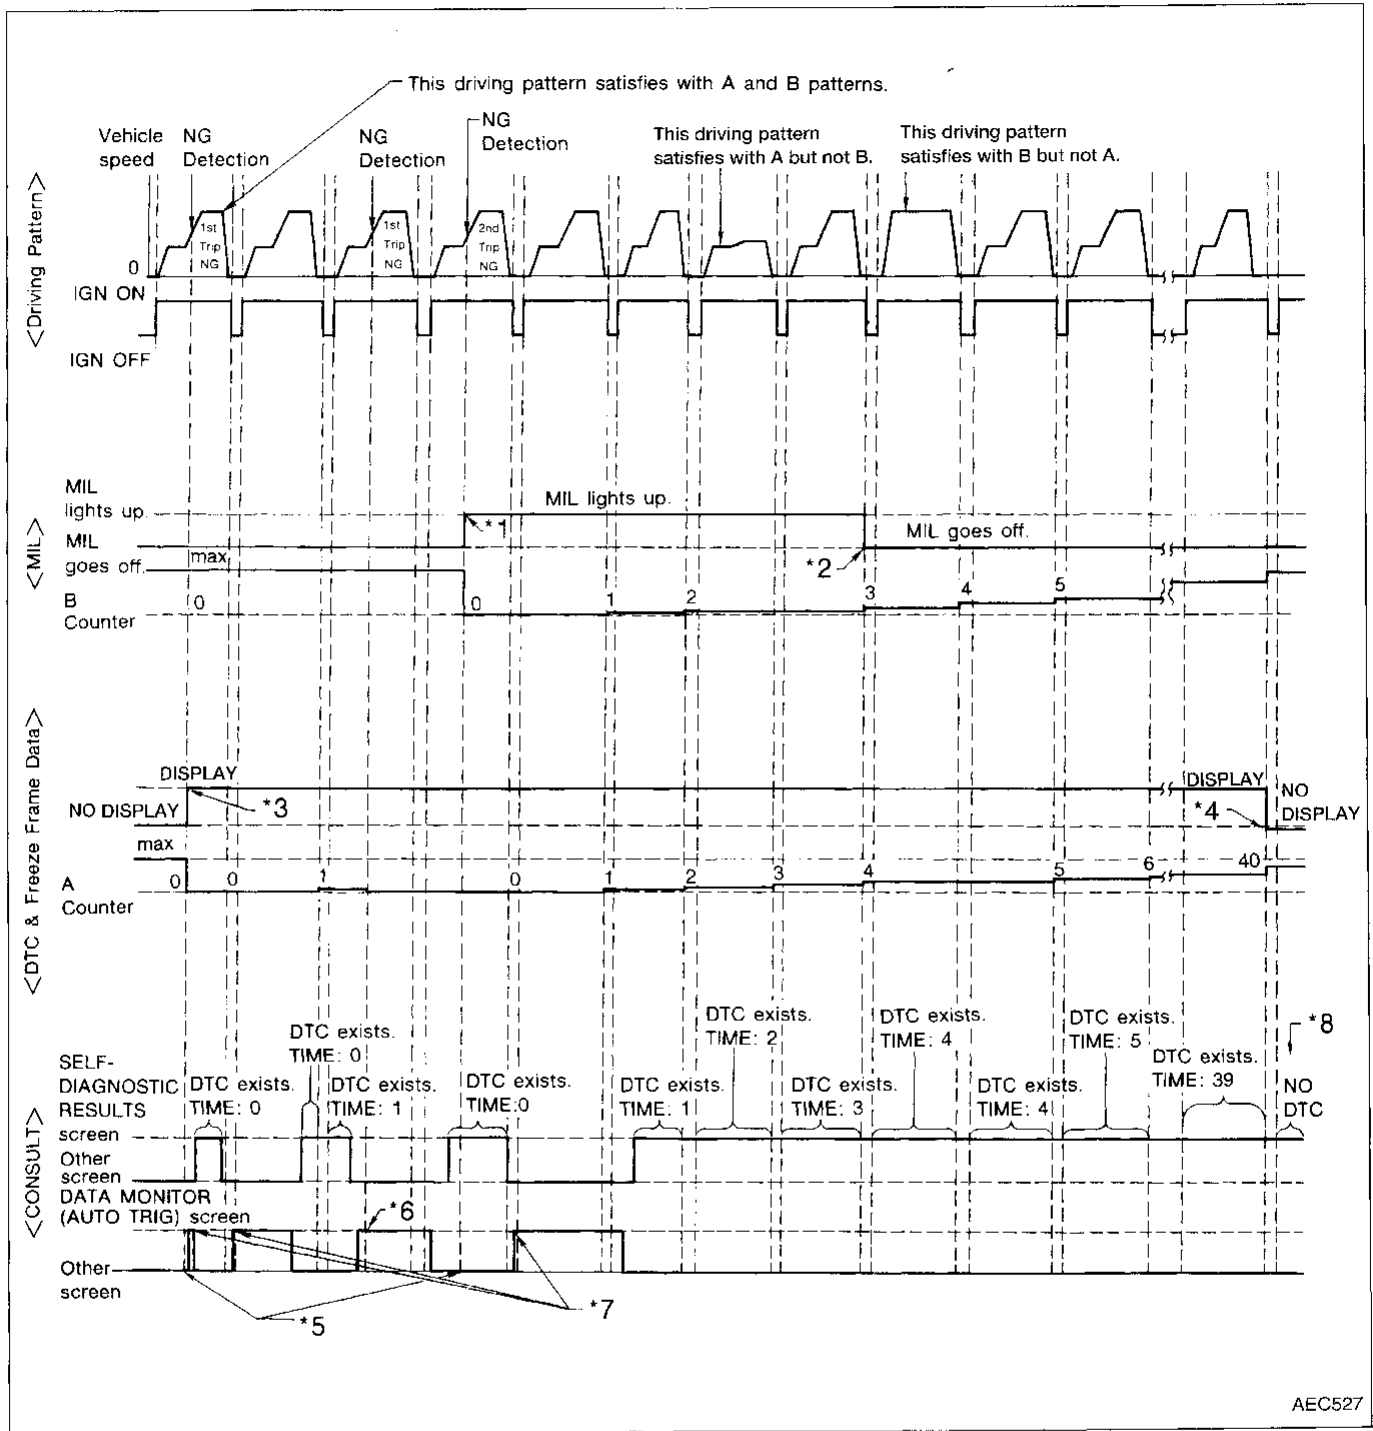 This driving pattern satisfies with A and B patterns.
Vehicle
speed
NG
Detection
NG
Detection
NG
Detection
This driving pattern
satisfies with A but not B.
This driving pattern
satisfies with B but not A.
<Driving Pattern>
1st
Trip
NG
1st
Trip
NG
2nd
Trip
NG
0
IGN ON
IGN OFF
<MIL>
MIL
lights up.
MIL lights up.
*1
MIL
goes off.
MIL goes off.
*2
max
B
Counter
0
0
1
2
3
4
5
<DTC & Freeze Frame Data>
DISPLAY
NO DISPLAY
*3
DISPLAY
*4
NO
DISPLAY
max
A
Counter
0
0
1
0
1
2
3
4
5
6
40
<CONSULT>
SELF-
DIAGNOSTIC
RESULTS
screen
Other
screen
DTC exists.
TIME: 0
DTC exists.
TIME: 0
DTC exists.
TIME: 1
DTC exists.
TIME:0
DTC exists.
TIME: 1
DTC exists.
TIME: 2
DTC exists.
TIME: 3
DTC exists.
TIME: 4
DTC exists.
TIME: 4
DTC exists.
TIME: 5
DTC exists.
TIME: 39
*8
NO
DTC
DATA MONITOR
(AUTO TRIG) screen
*6
Other
screen
*5
*7
AEC527